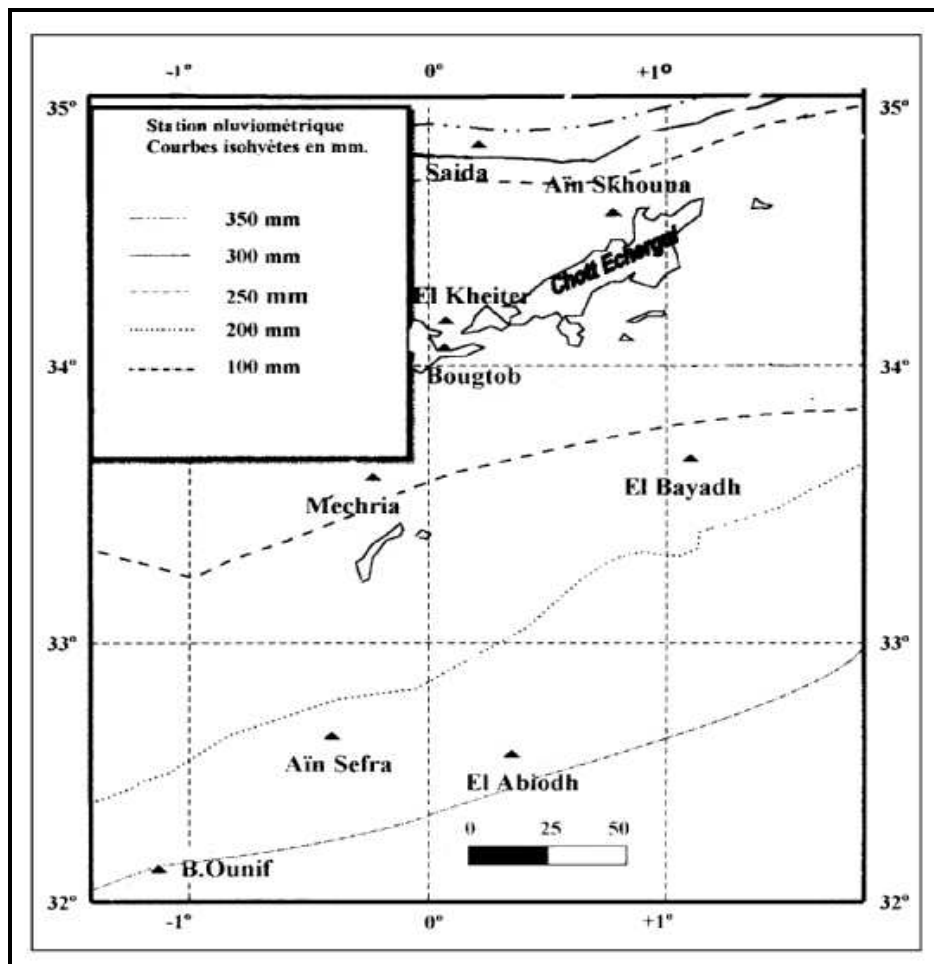 -1° 0° +1°
35° 35°
Station pluviométrique
Courbes isohyètes en mm.
350 mm
300 mm
250 mm
200 mm
100 mm
Saida
Aïn Skhouna
Chott Echergui
El Kheiter
34° 34°
Bougtob
El Bayadh
Mechria
33° 33°
Aïn Sefra
El Abiodh
0 25 50
B.Ounif
32° 32°
-1° 0° +1°